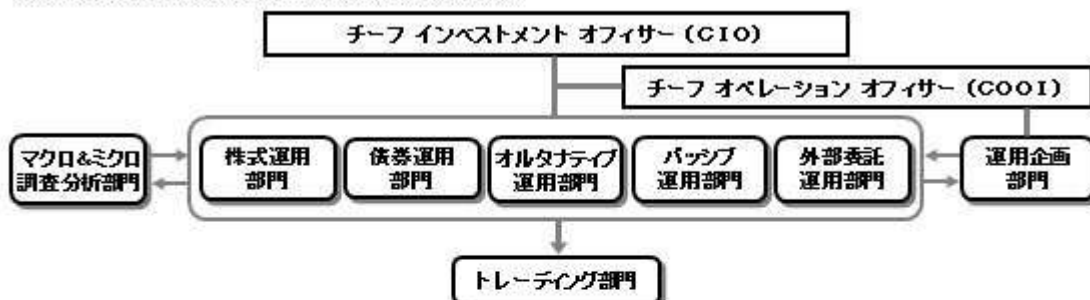 チーフ インベストメント オフィサー (CIO)
チーフ オペレーション オフィサー (COOI)
マクロ&ミクロ
調査分析部門
株式運用
部門
債券運用
部門
オルタナティブ
運用部門
パッシブ
運用部門
外部委託
運用部門
運用企画
部門
トレーディング部門